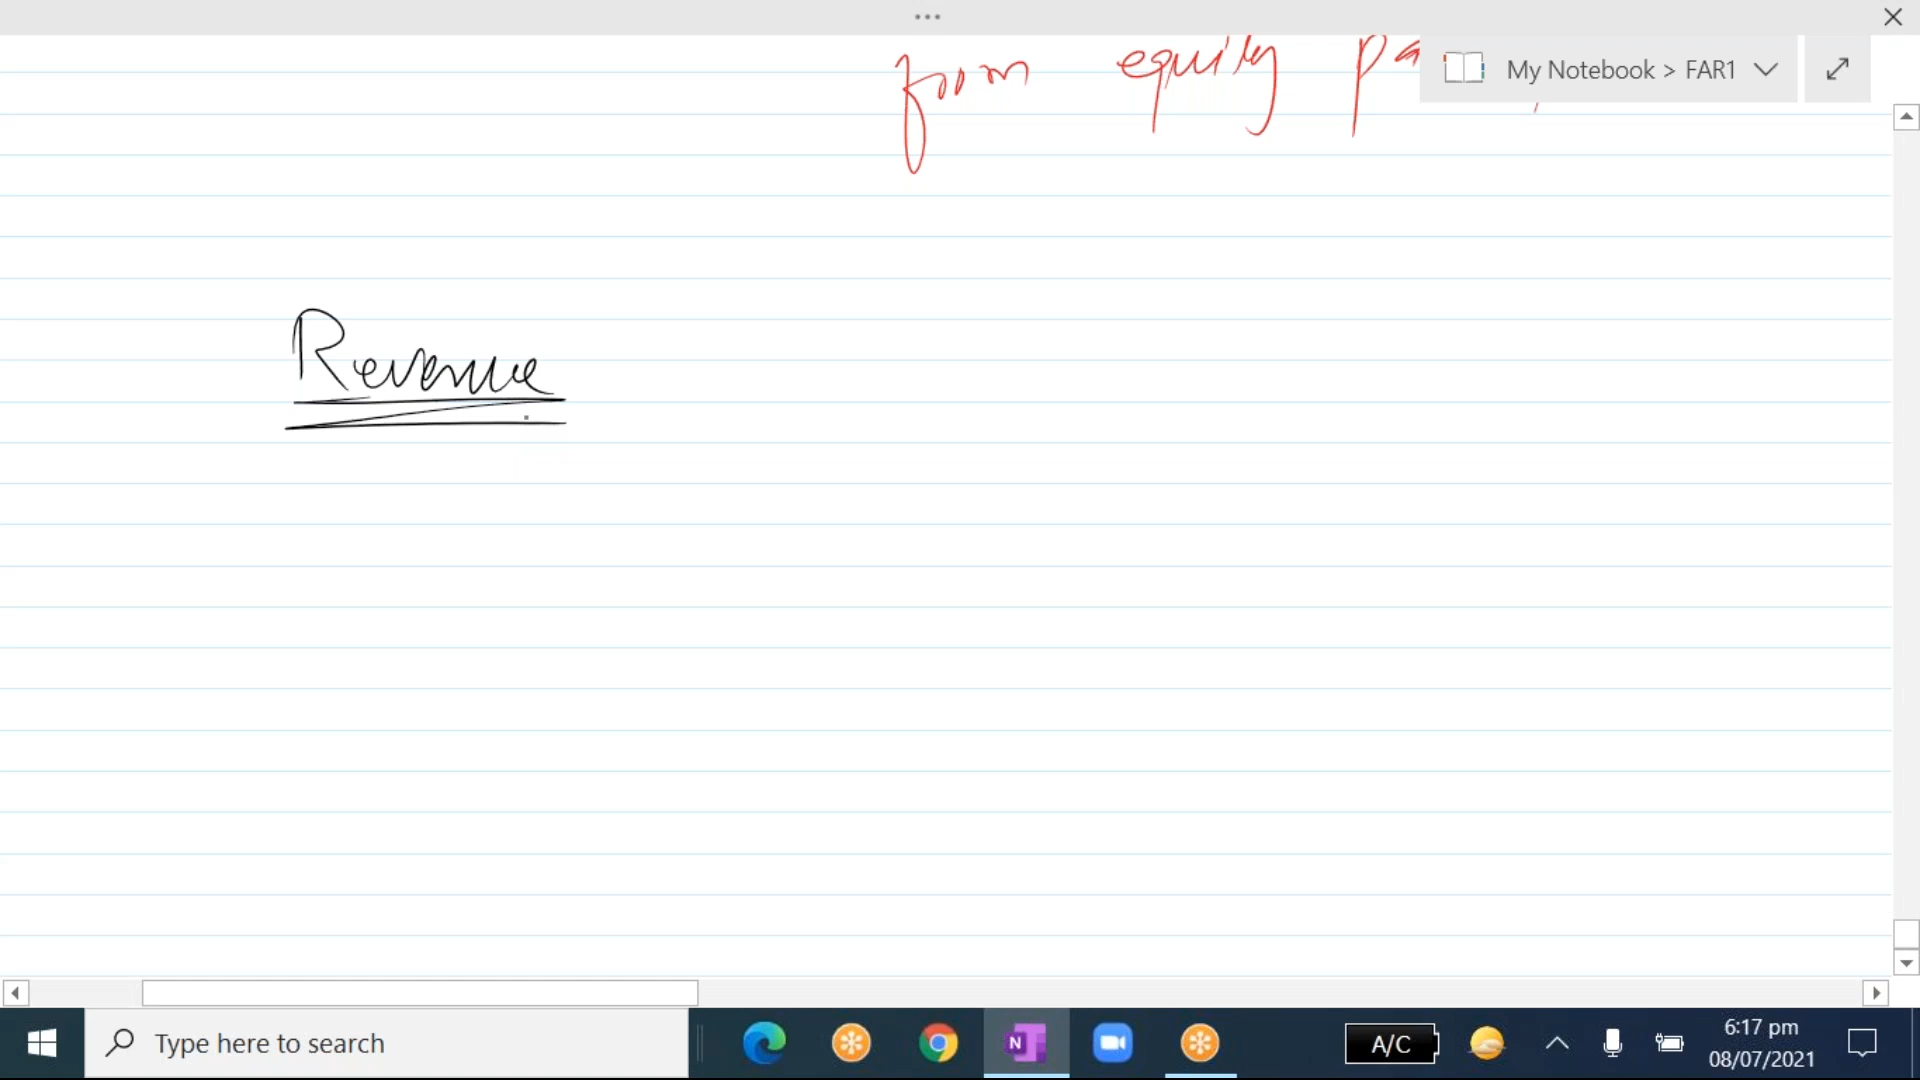 from equity
My Notebook > FAR1
Revenue
Type here to search
N
A/C
6:17 pm
08/07/2021